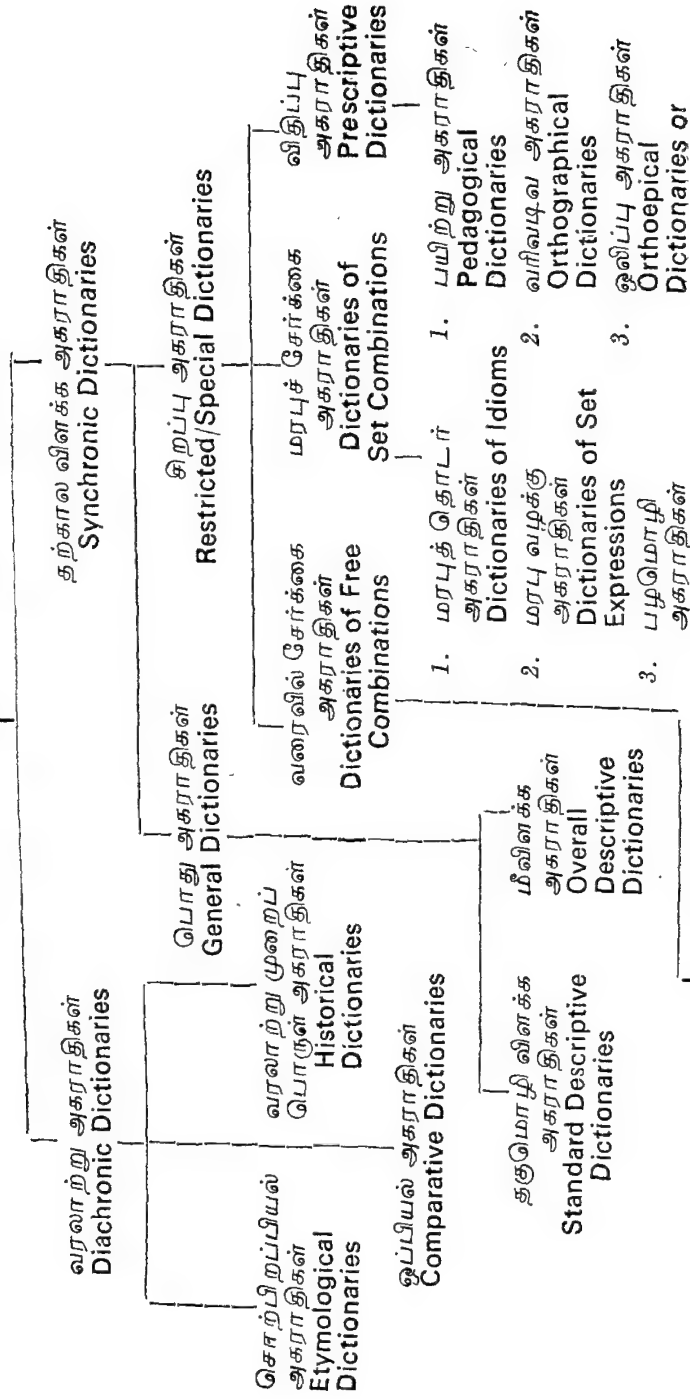 வரலாற்று அகராதிகள்
Diachronic Dictionaries
தற்கால விளக்க அகராதிகள்
Synchronic Dictionaries
சொற்பிறப்பியல்
அகராதிகள்
Etymological
Dictionaries
வரலாற்று முறைப்
பொருள் அகராதிகள்
Historical
Dictionaries
ஒப்பியல் அகராதிகள்
Comparative Dictionaries
பொது அகராதிகள்
General Dictionaries
சிறப்பு அகராதிகள்
Restricted/Special Dictionaries
தகுமொழி விளக்க
அகராதிகள்
Standard Descriptive
Dictionaries
மீவிளக்க
அகராதிகள்
Overall
Descriptive
Dictionaries
வரைவில் சேர்க்கை
அகராதிகள்
Dictionaries of Free
Combinations
மரபுச் சேர்க்கை
அகராதிகள்
Dictionaries of
Set Combinations
விதிப்பு
அகராதிகள்
Prescriptive
Dictionaries
1. மரபுத் தொடர்
அகராதிகள்
Dictionaries of Idioms
2. மரபு வழக்கு
அகராதிகள்
Dictionaries of Set
Expressions
3. பழமொழி
அகராதிகள்
1. பயிற்று அகராதிகள்
Pedagogical
Dictionaries
2. வரிவடிவ அகராதிகள்
Orthographical
Dictionaries
3. ஒலிப்பு அகராதிகள்
Orthoepical
Dictionaries or